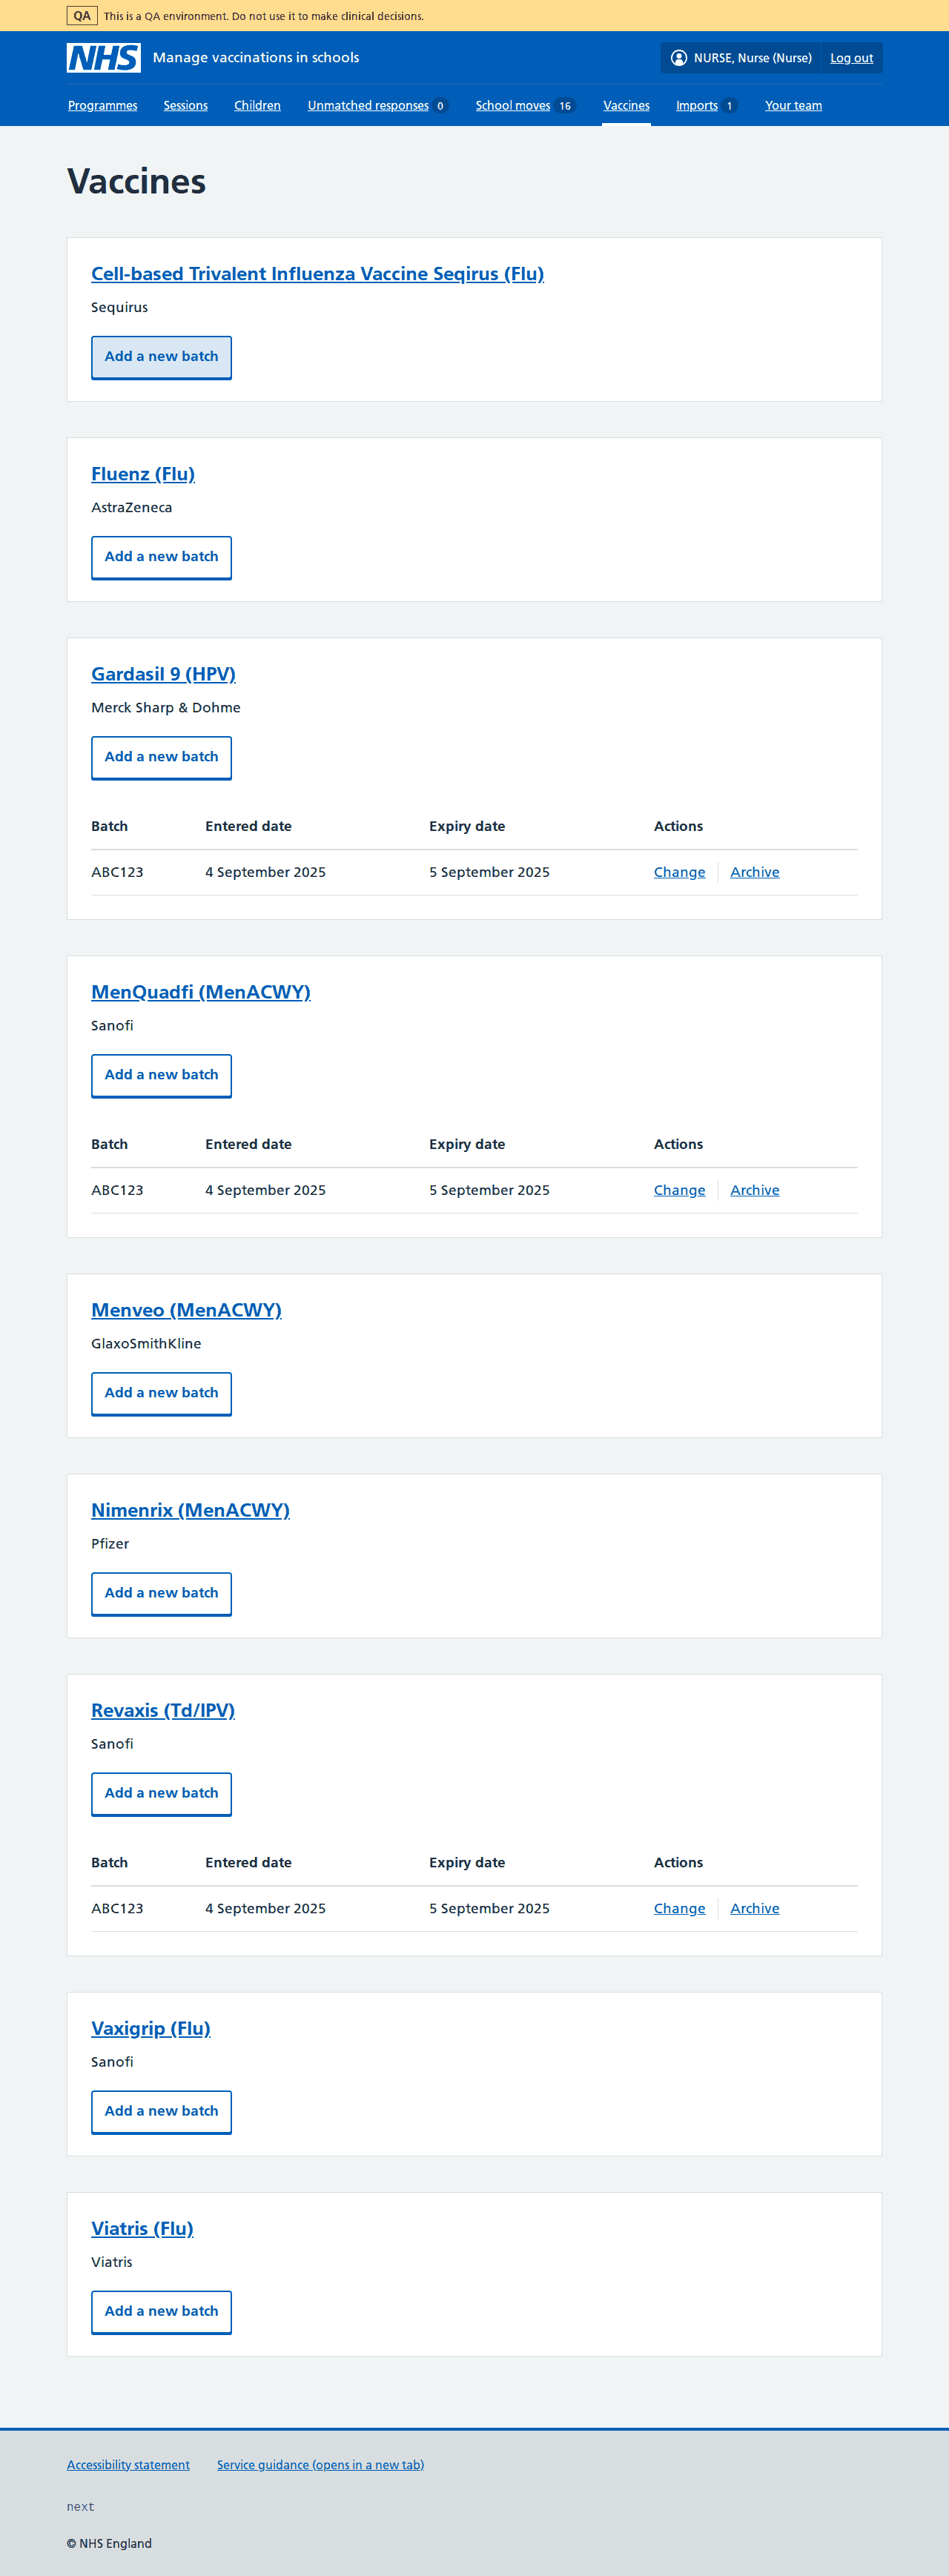 QA This is a QA environment. Do not use it to make clinical decisions.
NHS Manage vaccinations in schools NURSE, Nurse (Nurse) Log out
Programmes Sessions Children Unmatched responses 0 School moves 16 Vaccines Imports 1 Your team
Vaccines
Cell-based Trivalent Influenza Vaccine Seqirus (Flu)
Sequirus
Add a new batch
Fluenz (Flu)
AstraZeneca
Add a new batch
Gardasil 9 (HPV)
Merck Sharp & Dohme
Add a new batch
Batch Entered date Expiry date Actions
ABC123 4 September 2025 5 September 2025 Change Archive
MenQuadfi (MenACWY)
Sanofi
Add a new batch
Batch Entered date Expiry date Actions
ABC123 4 September 2025 5 September 2025 Change Archive
Menveo (MenACWY)
GlaxoSmithKline
Add a new batch
Nimenrix (MenACWY)
Pfizer
Add a new batch
Revaxis (Td/IPV)
Sanofi
Add a new batch
Batch Entered date Expiry date Actions
ABC123 4 September 2025 5 September 2025 Change Archive
Vaxigrip (Flu)
Sanofi
Add a new batch
Viatris (Flu)
Viatris
Add a new batch
Accessibility statement Service guidance (opens in a new tab)
next
© NHS England